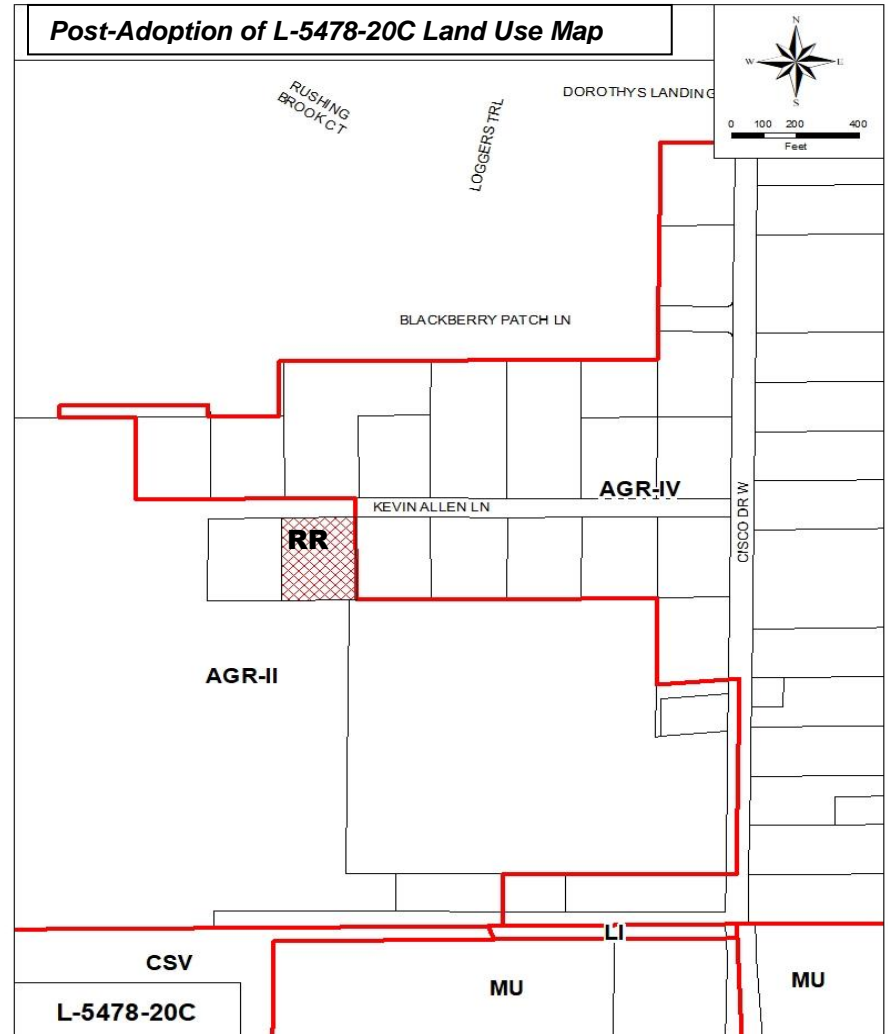 Post-Adoption of L-5478-20C Land Use Map
N
W E
S
0 100 200 400
Feet
RUSHING
BROOK CT
LOGGERS TRL
DOROTHYS LANDING
BLACKBERRY PATCH LN
AGR-IV
KEVIN ALLEN LN
CISCO DR W
RR
AGR-II
LI
CSV
MU
MU
L-5478-20C